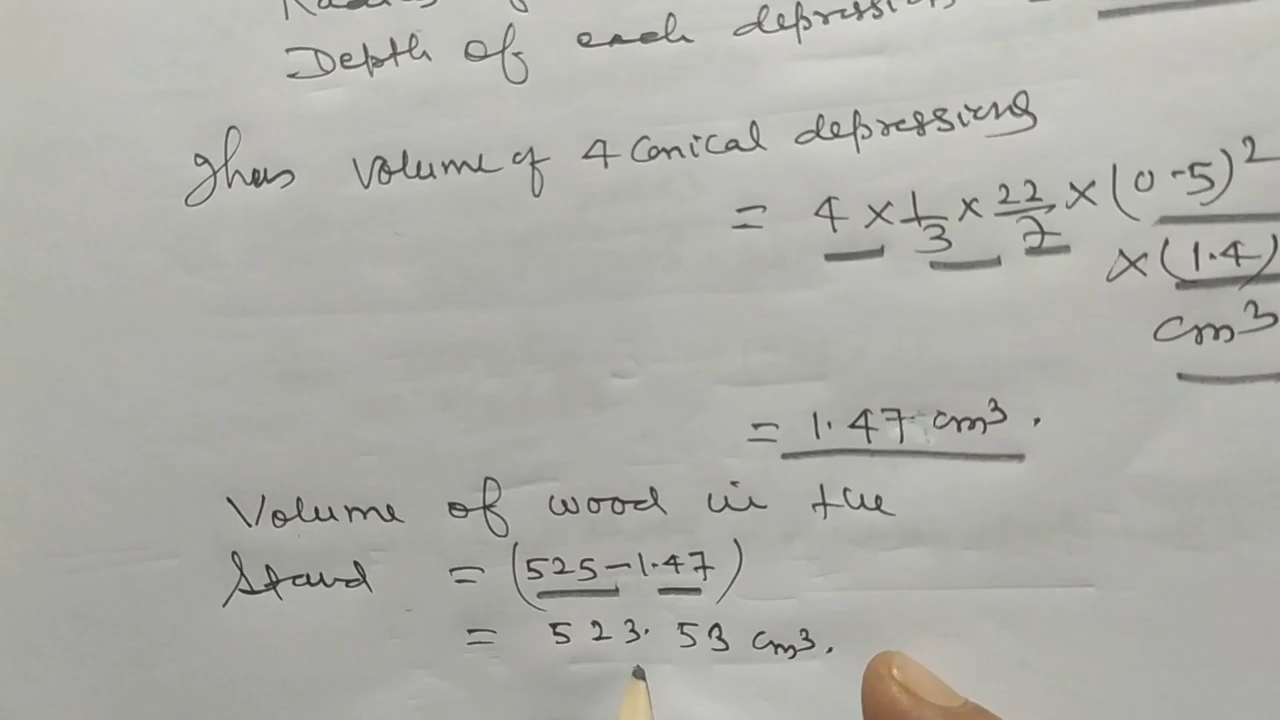 Depth of each depression
Thus volume of 4 conical depressions
= 4 × 1/3 × 22/7 × (0.5)²
× (1.4)
cm³
= 1.47 cm³.
Volume of wood in the
Stand = (525-1.47)
= 523.53 cm³.